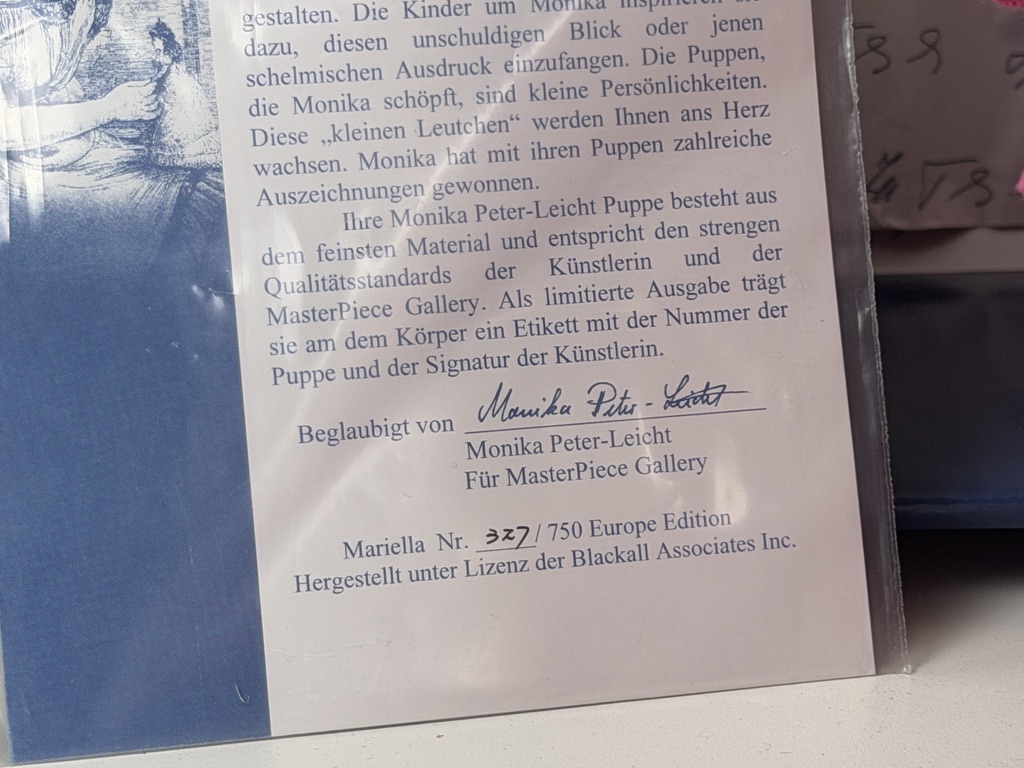 gestalten. Die Kinder um Monika inspirieren sie
dazu, diesen unschuldigen Blick oder jenen
schelmischen Ausdruck einzufangen. Die Puppen,
die Monika schöpft, sind kleine Persönlichkeiten.
Diese „kleinen Leutchen“ werden Ihnen ans Herz
wachsen. Monika hat mit ihren Puppen zahlreiche
Auszeichnungen gewonnen.
Ihre Monika Peter-Leicht Puppe besteht aus
dem feinsten Material und entspricht den strengen
Qualitätsstandards der Künstlerin und der
MasterPiece Gallery. Als limitierte Ausgabe trägt
sie am dem Körper ein Etikett mit der Nummer der
Puppe und der Signatur der Künstlerin.
Beglaubigt von Monika Peter-Leicht
Monika Peter-Leicht
Für MasterPiece Gallery
Mariella Nr. 327/ 750 Europe Edition
Hergestellt unter Lizenz der Blackall Associates Inc.